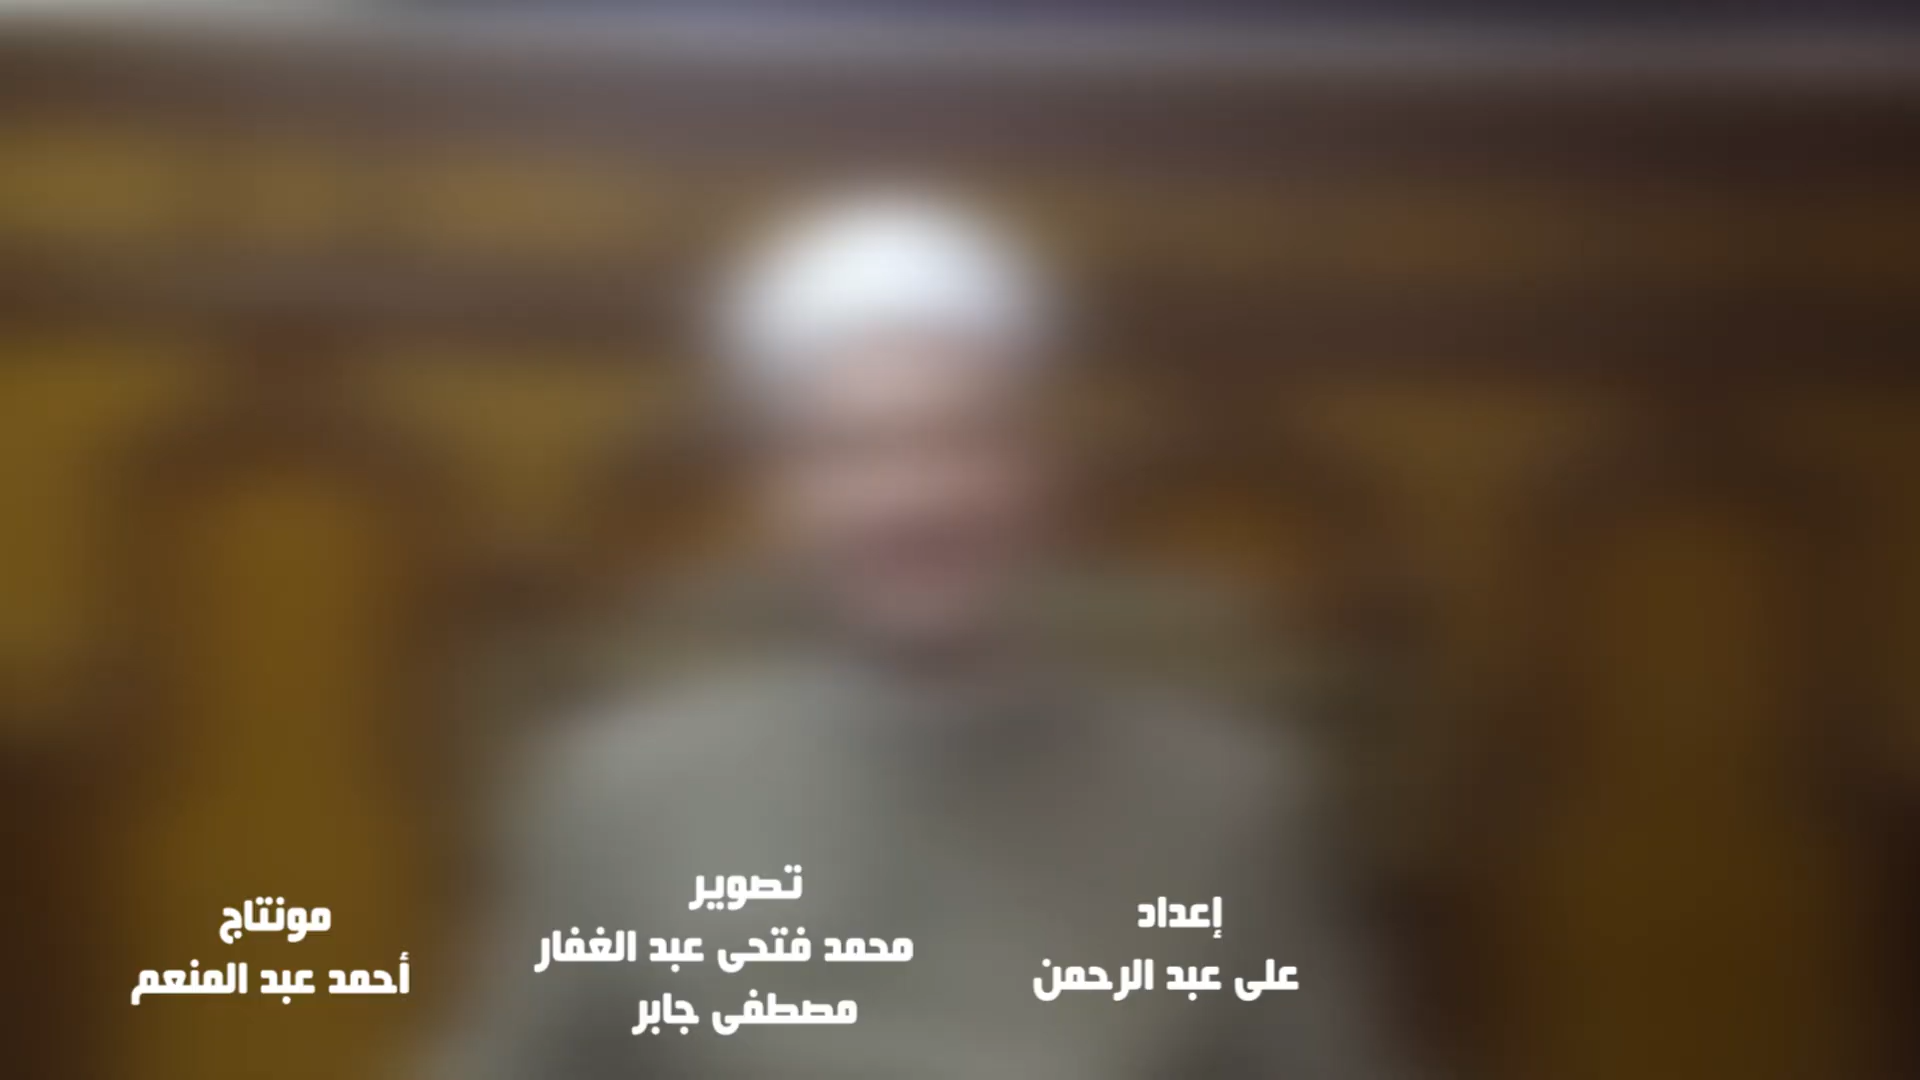 إعداد
على عبد الرحمن
تصوير
محمد فتحى عبد الغفار
مصطفى جابر
مونتاج
أحمد عبد المنعم